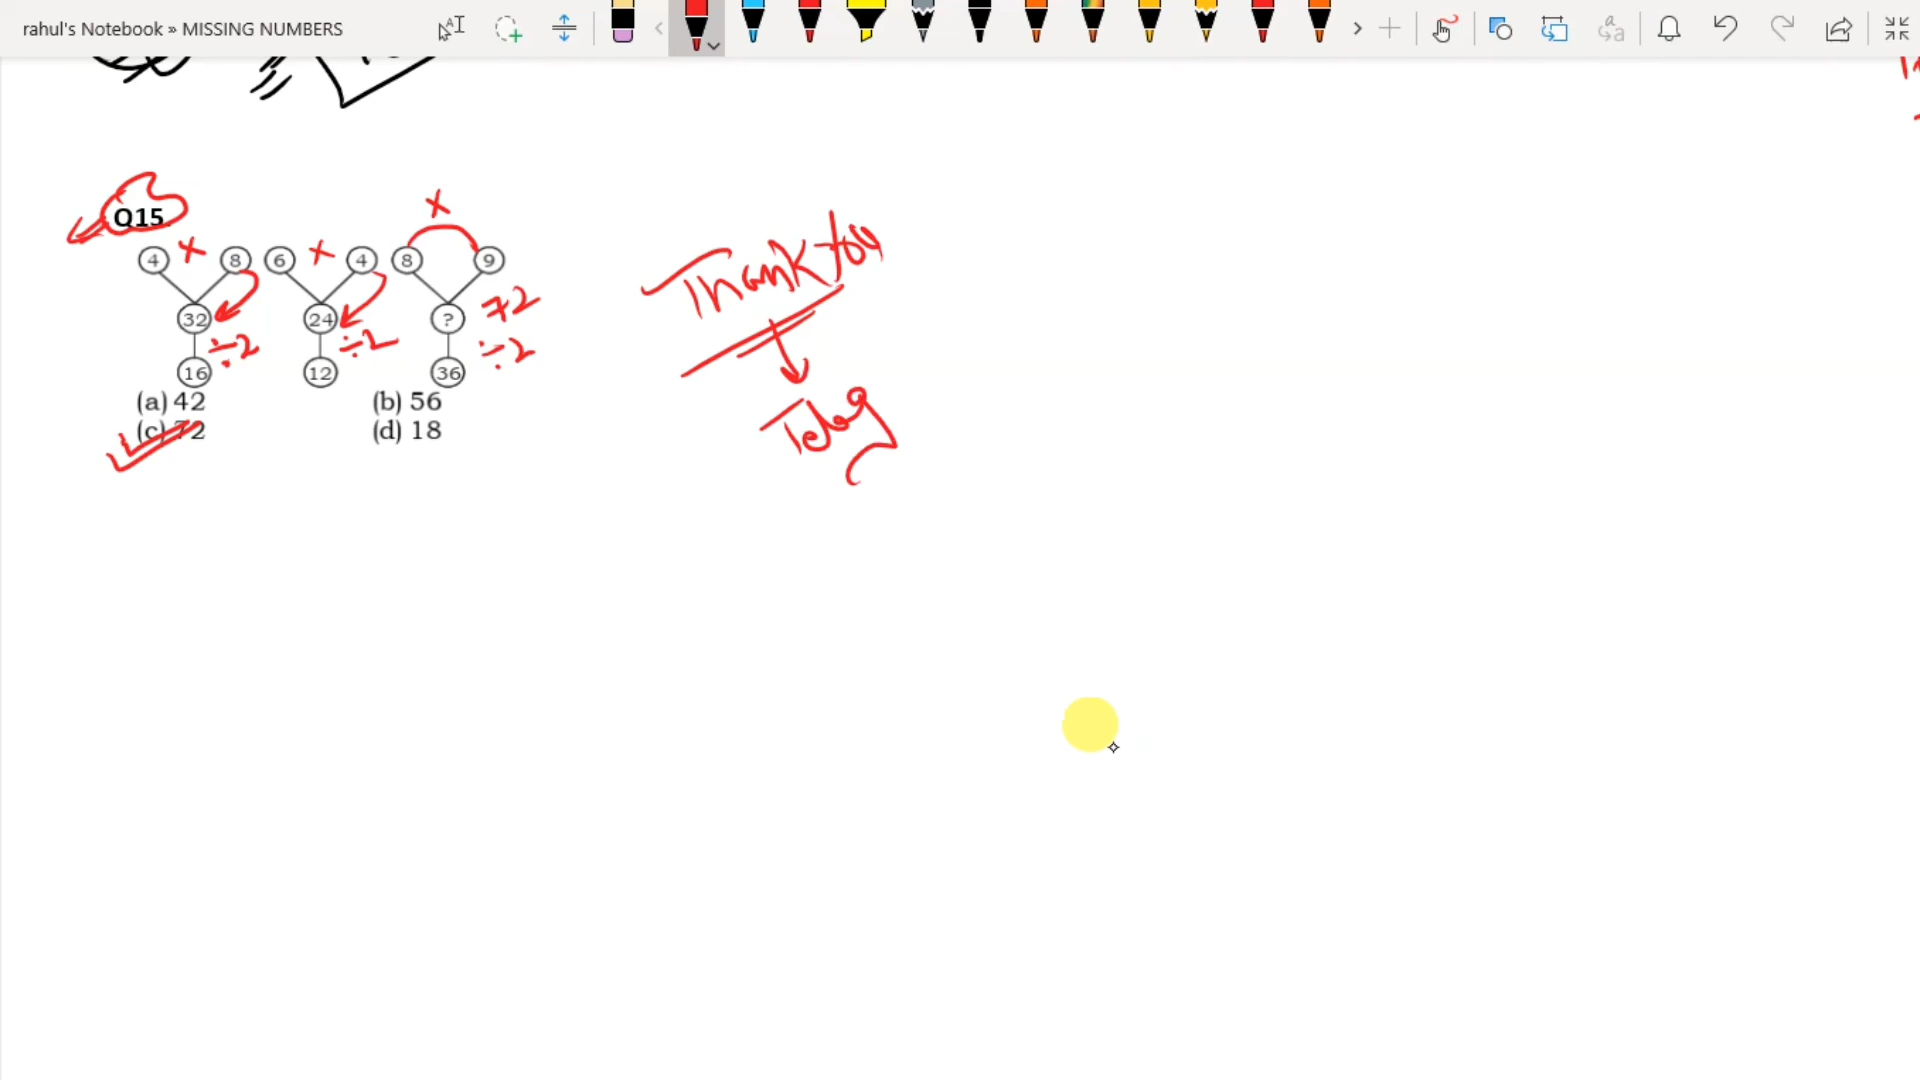 rahul's Notebook » MISSING NUMBERS
Q15
4 × 8 6 × 4 8 × 9
32 24 ? 72
÷2 ÷2 ÷2
16 12 36
(a) 42 (b) 56
(c) 72 (d) 18
Thank You